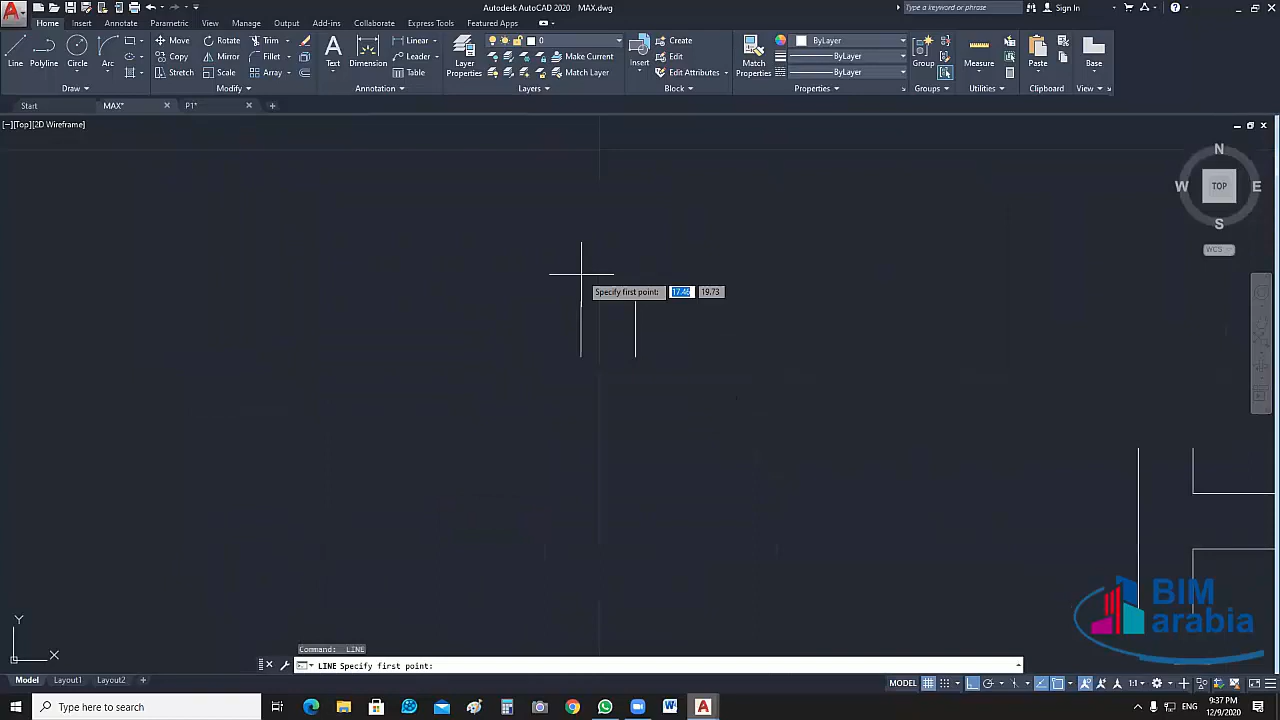 Autodesk AutoCAD 2020 MAX.dwg
Type a keyword or phrase
Sign In
Home Insert Annotate Parametric View Manage Output Add-ins Collaborate Express Tools Featured Apps
Line Polyline Circle Arc
Move Rotate Trim
Copy Mirror Fillet
Stretch Scale Array
Text Dimension
Linear
Leader
Table
Layer Properties
0
Make Current
Match Layer
Insert
Create
Edit
Edit Attributes
Match Properties
ByLayer
ByLayer
ByLayer
Group
Measure
Paste
Base
Draw Modify Annotation Layers Block Properties Groups Utilities Clipboard View
Start MAX* P1*
[−][Top][2D Wireframe]
N
W TOP E
S
WCS
Specify first point: 17.46 19.73
BIM
arabia
Y
X
Command: LINE
LINE Specify first point:
Model Layout1 Layout2
MODEL 1:1
Type here to search
ENG
9:37 PM
12/9/2020